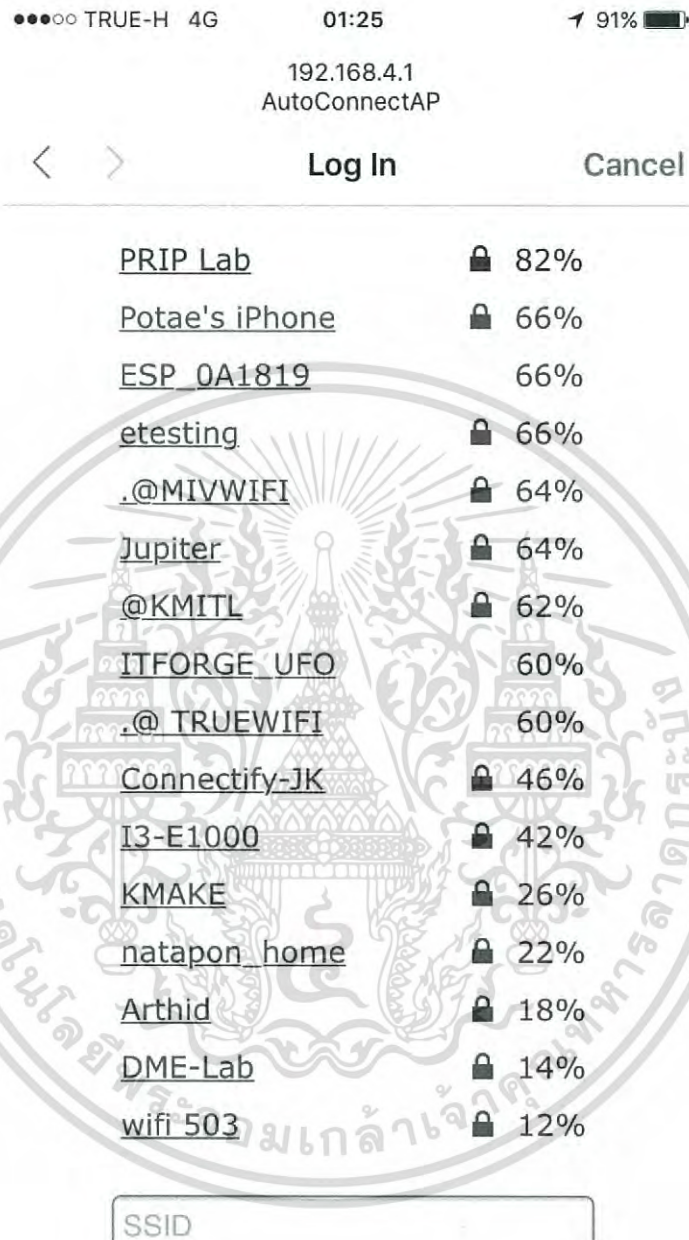 TRUE-H 4G 01:25 91%
192.168.4.1
AutoConnectAP
Log In Cancel
PRIP Lab 82%
Potae's iPhone 66%
ESP_0A1819 66%
etesting 66%
.@MIVWIFI 64%
Jupiter 64%
@KMITL 62%
ITFORGE_UFO 60%
.@ TRUEWIFI 60%
Connectify-JK 46%
I3-E1000 42%
KMAKE 26%
natapon_home 22%
Arthid 18%
DME-Lab 14%
wifi 503 12%
SSID